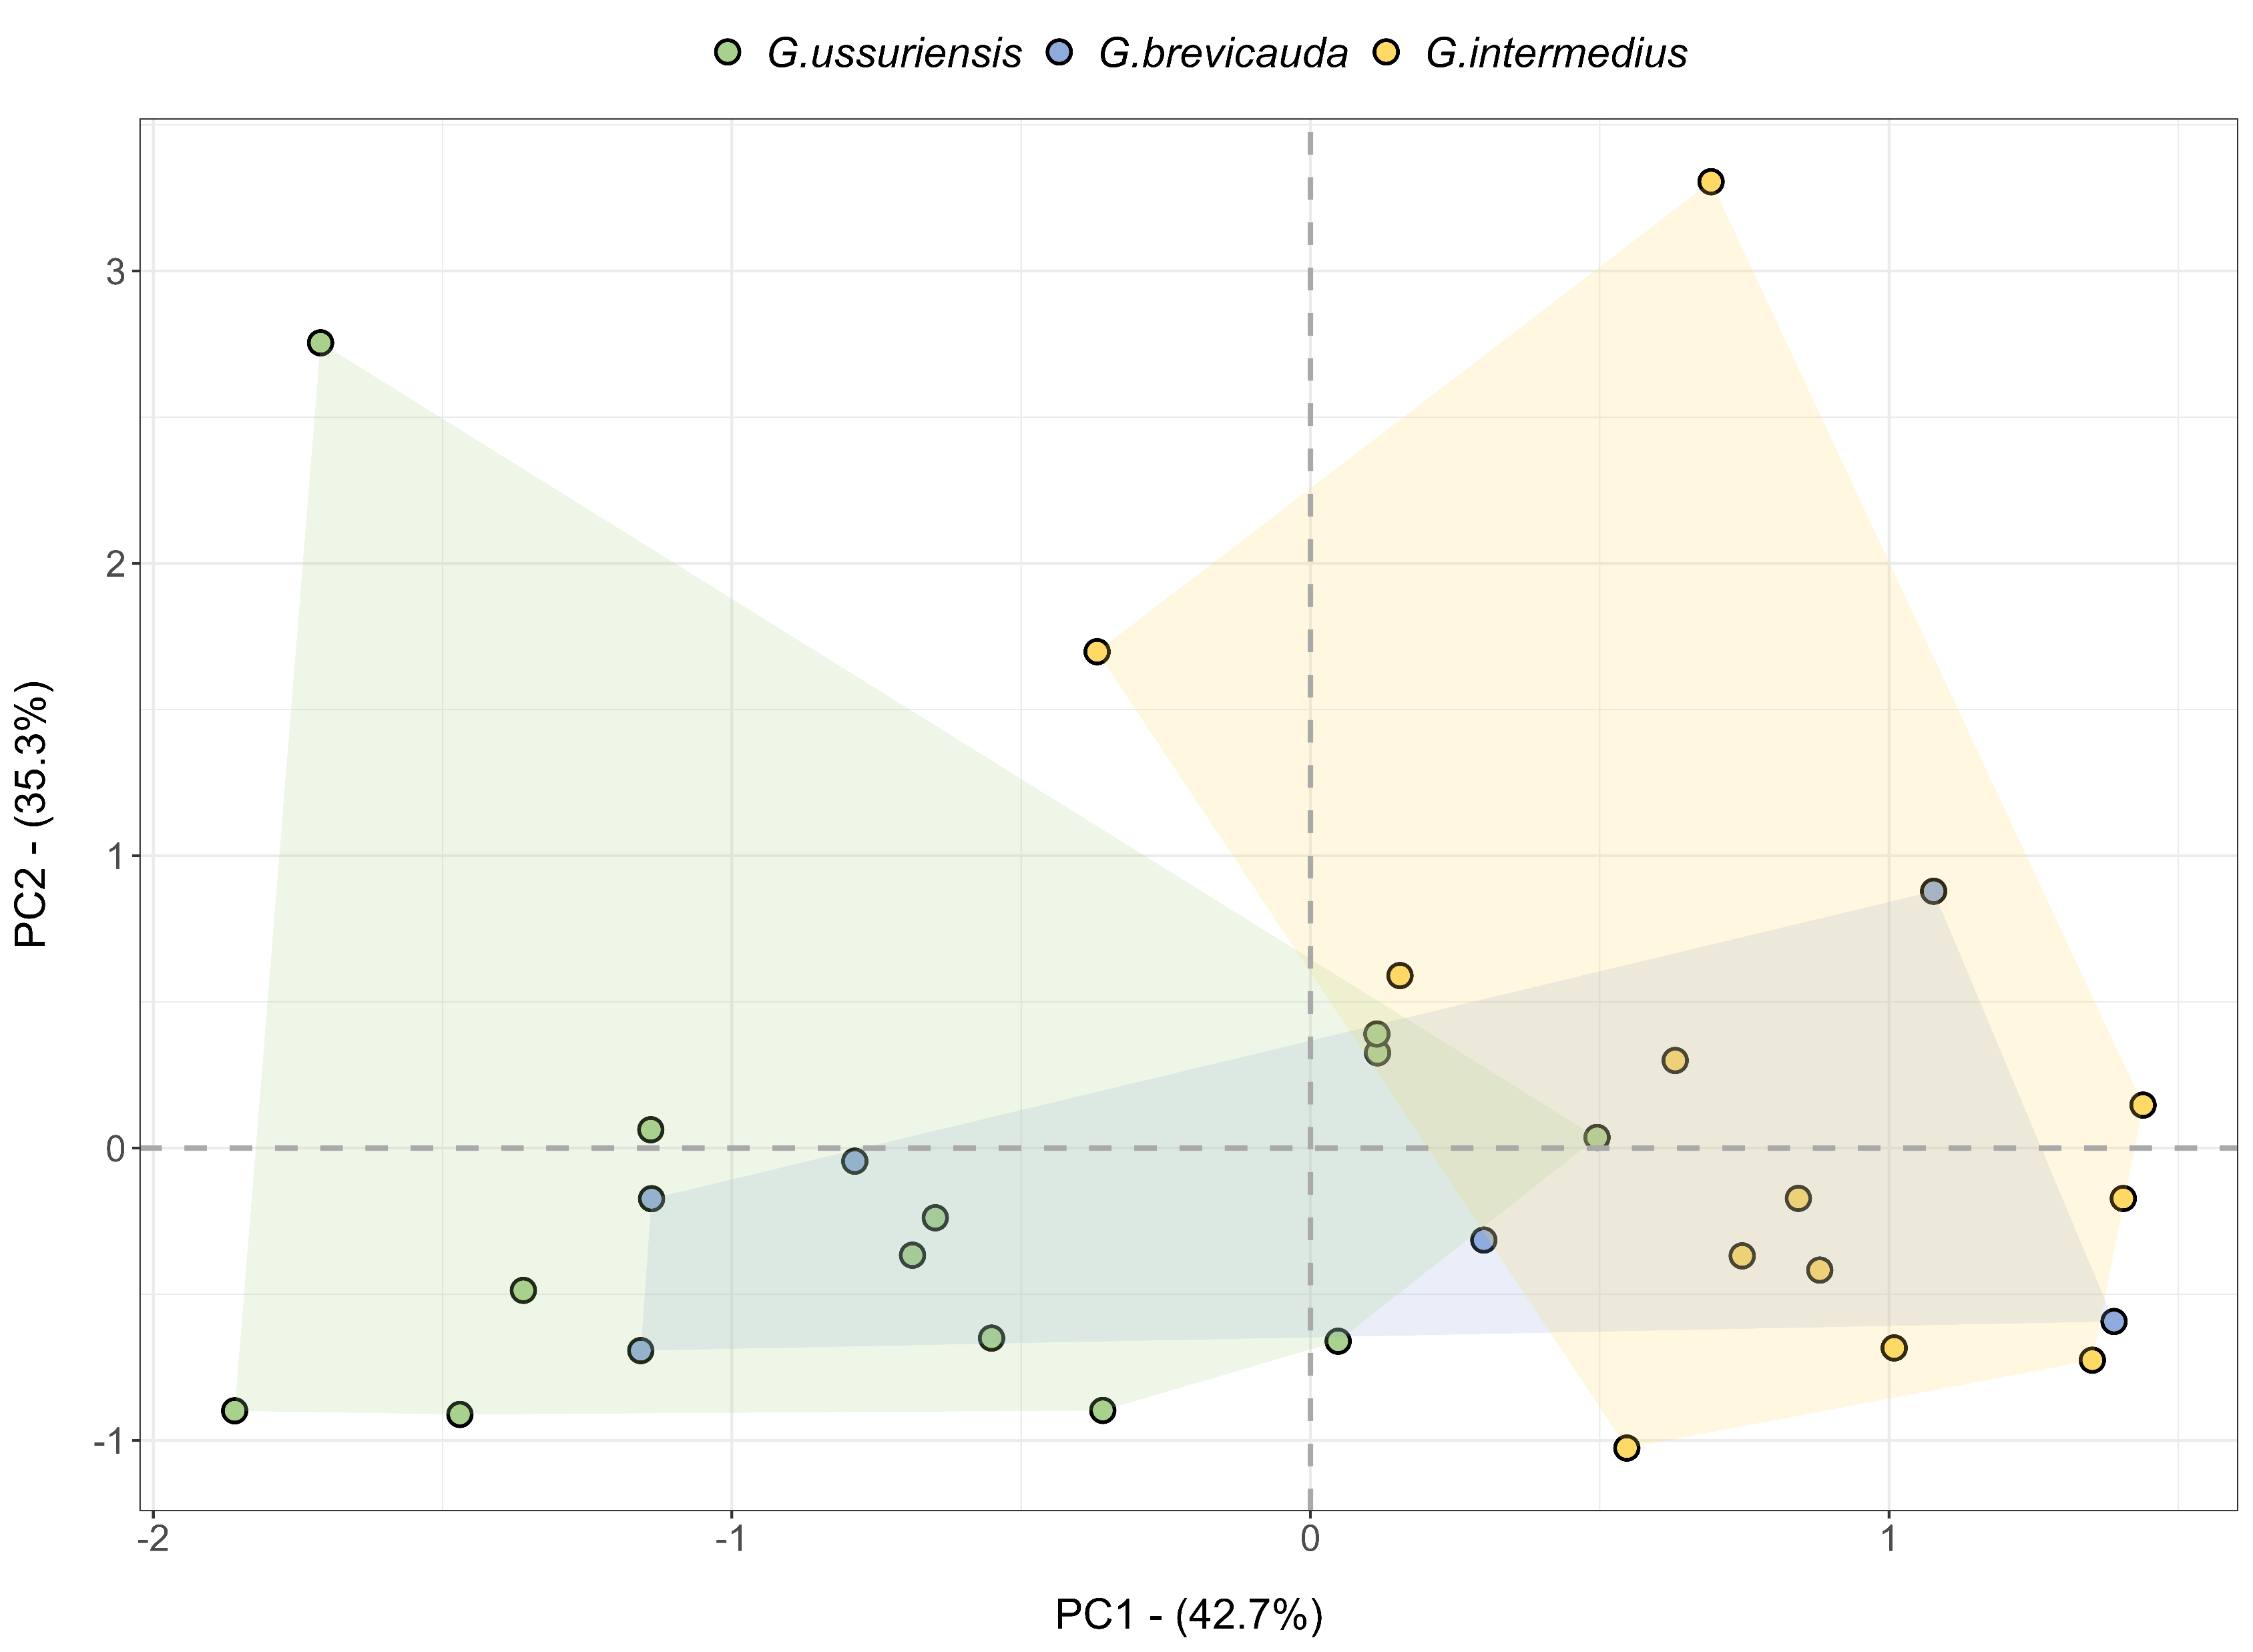 G.ussuriensis G.brevicauda G.intermedius
3
2
1
0
-1
PC2 - (35.3%)
-2 -1 0 1
PC1 - (42.7%)